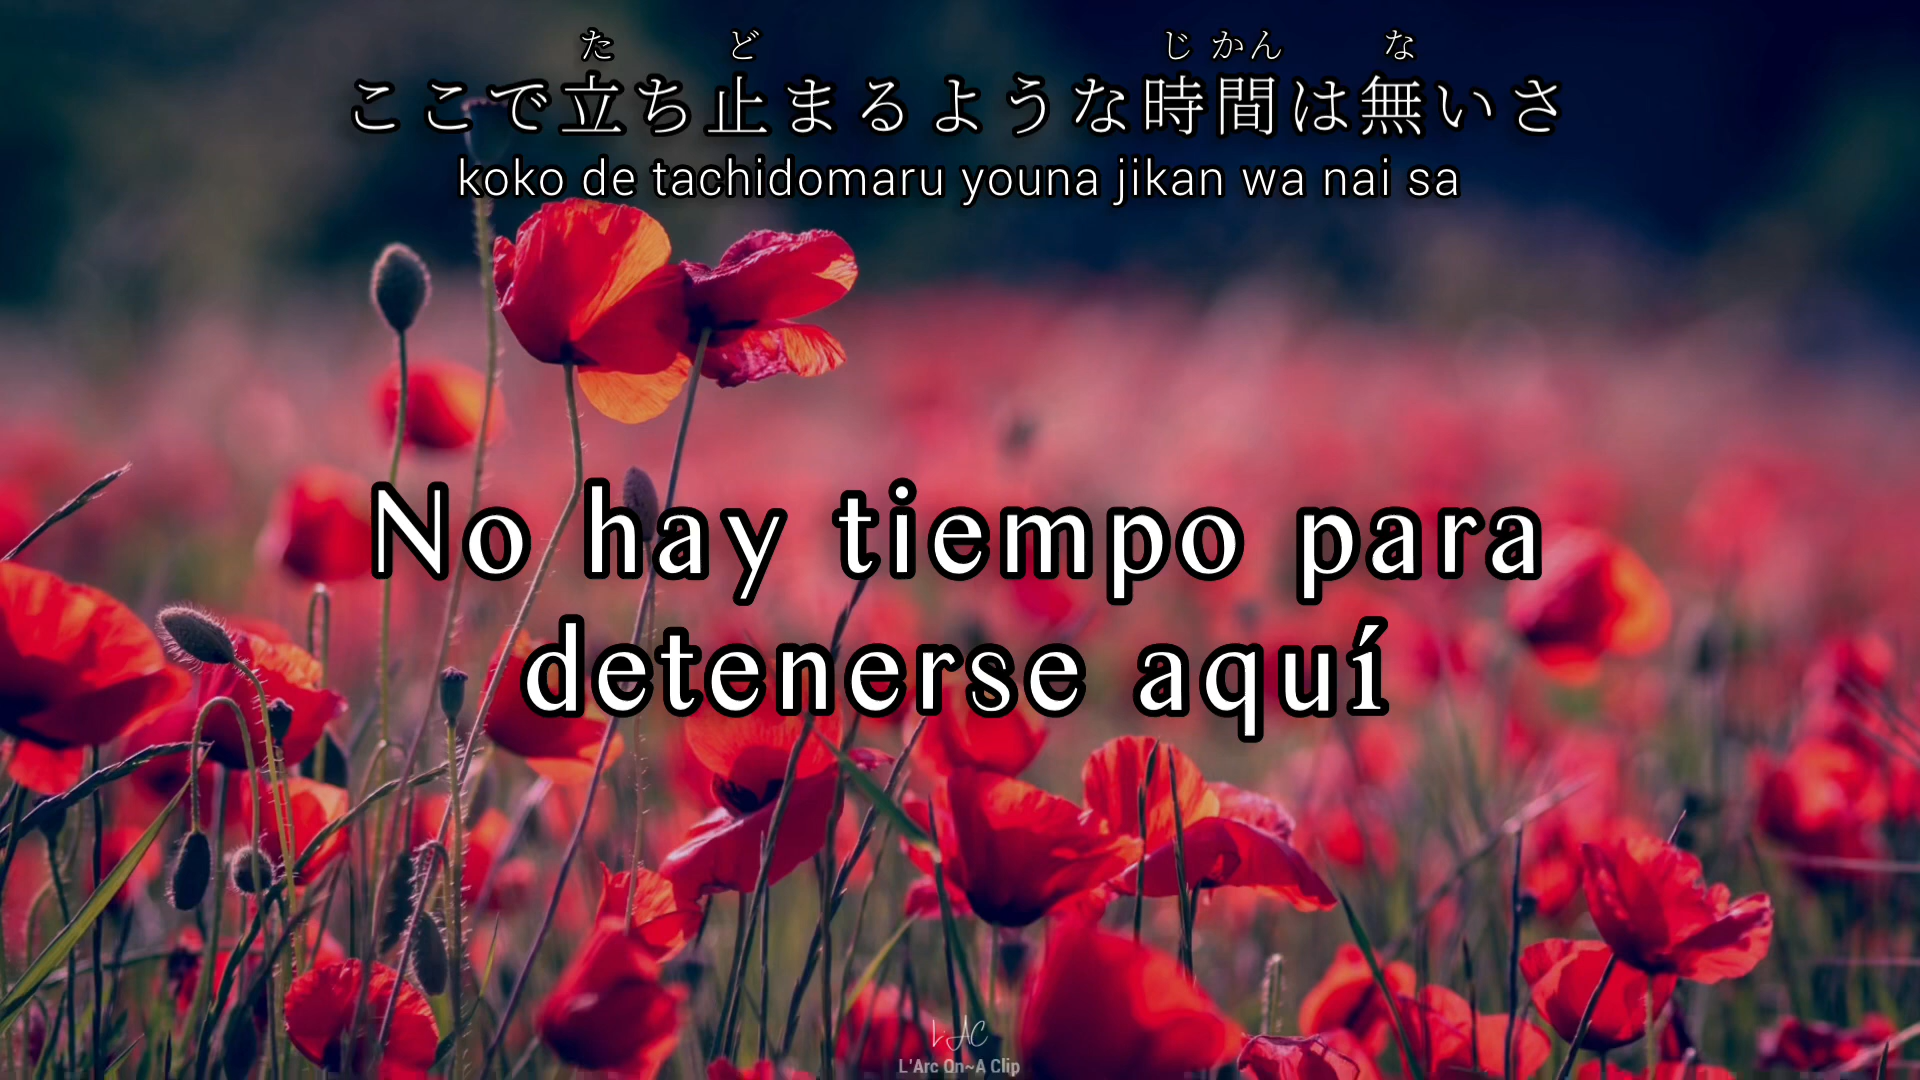 た ど じ かん な
ここで立ち止まるような時間は無いさ
koko de tachidomaru youna jikan wa nai sa
No hay tiempo para
detenerse aquí
L'AC
L'Arc On~A Clip